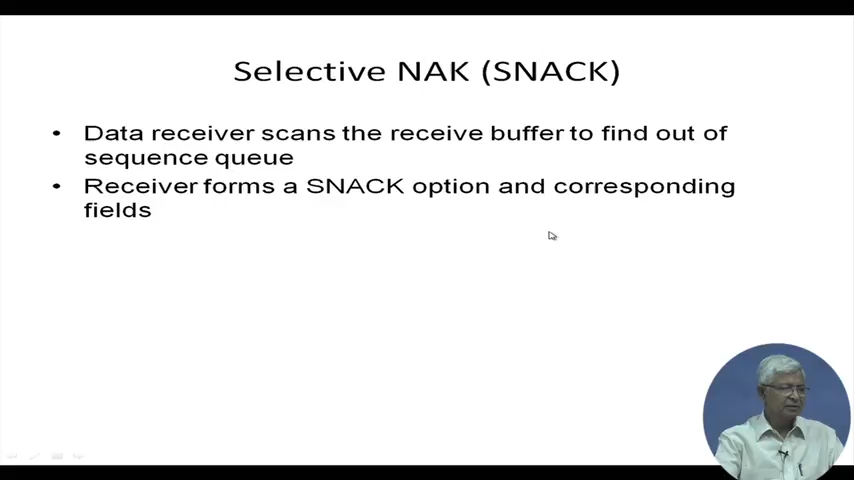 Selective NAK (SNACK)
• Data receiver scans the receive buffer to find out of
sequence queue
• Receiver forms a SNACK option and corresponding
fields